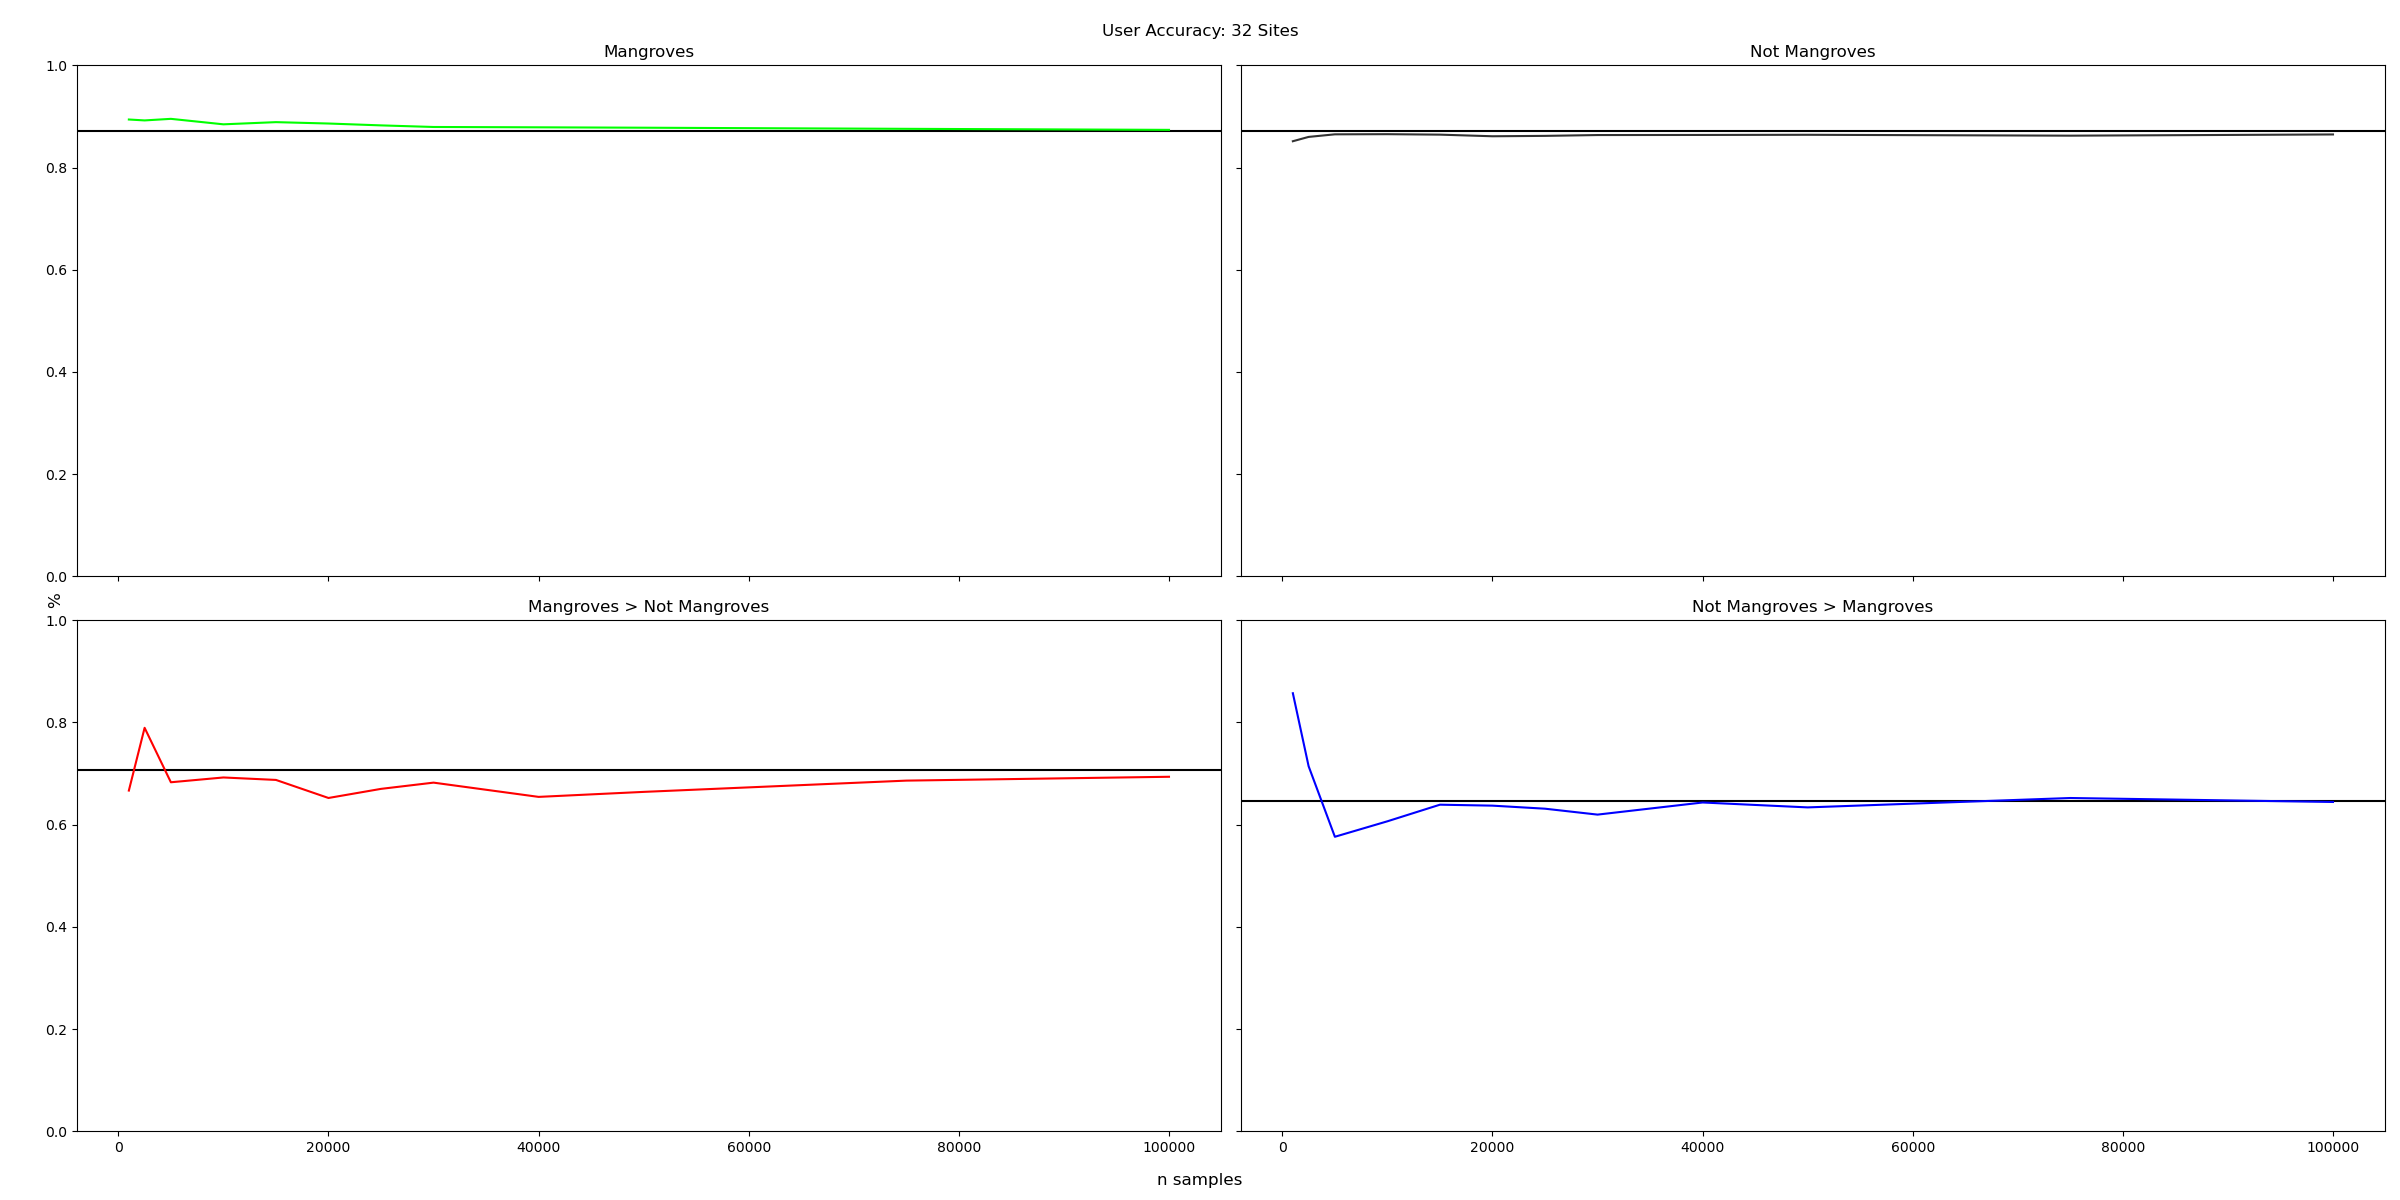 User Accuracy: 32 Sites
Mangroves
Not Mangroves
1.0
0.8
0.6
0.4
0.2
0.0
%
Mangroves > Not Mangroves
Not Mangroves > Mangroves
1.0
0.8
0.6
0.4
0.2
0.0
0 20000 40000 60000 80000 100000
0 20000 40000 60000 80000 100000
n samples